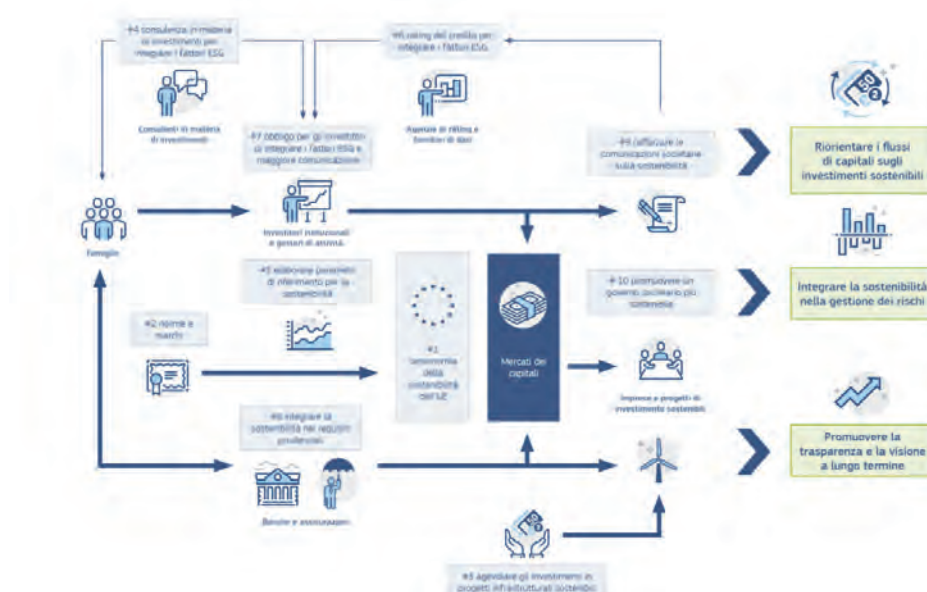 #4 consulenza in materia
di investimenti per
integrare i fattori ESG
#6 rating del credito per
integrare i fattori ESG
Consulenti in materia
di investimenti
Agenzie di rating e
fornitori di dati
#7 obbligo per gli investitori
di integrare i fattori ESG e
maggiore comunicazione
#9 rafforzare le
comunicazioni societarie
sulla sostenibilità
Riorientare i flussi
di capitali sugli
investimenti sostenibili
Famiglie
Investitori istituzionali
e gestori di attività
#5 elaborare parametri
di riferimento per la
sostenibilità
#10 promuovere un
governo societario più
sostenibile
Integrare la sostenibilità
nella gestione dei rischi
#2 norme e
marchi
#1
tassonomia
della
sostenibilità
dell'UE
Mercati dei
capitali
Imprese e progetti di
investimento sostenibili
#8 integrare la
sostenibilità nei requisiti
prudenziali
Promuovere la
trasparenza e la visione
a lungo termine
Banche e assicurazioni
#3 agevolare gli investimenti in
progetti infrastrutturali sostenibili